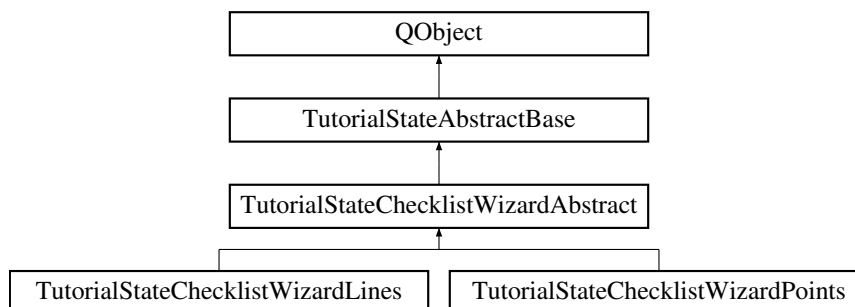 QObject
TutorialStateAbstractBase
TutorialStateChecklistWizardAbstract
TutorialStateChecklistWizardLines
TutorialStateChecklistWizardPoints